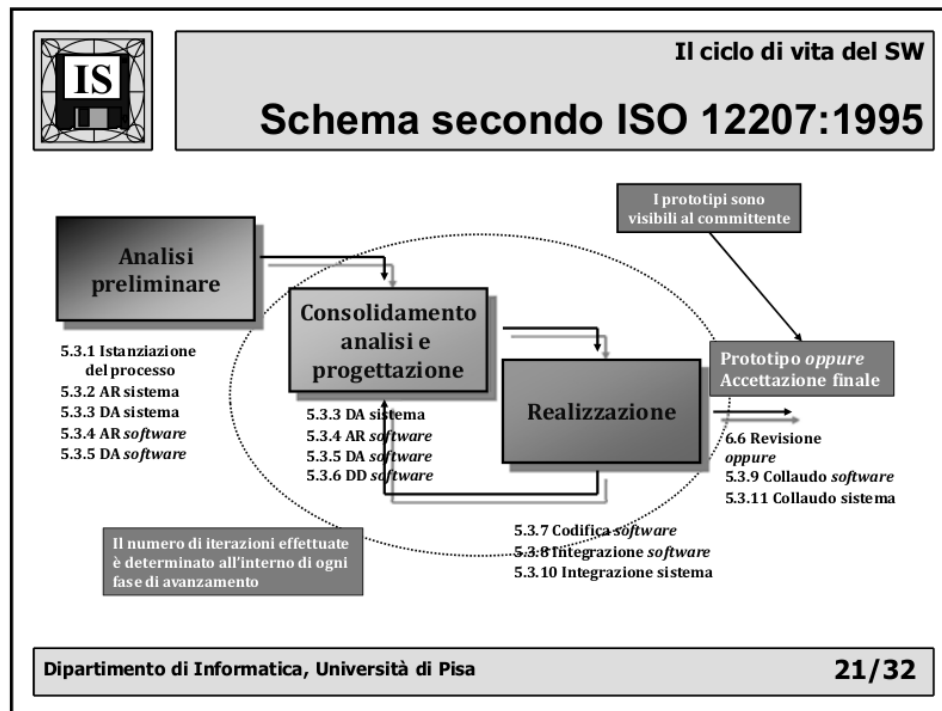 IS
Il ciclo di vita del SW
Schema secondo ISO 12207:1995
I prototipi sono
visibili al committente
Analisi
preliminare
Consolidamento
analisi e
progettazione
Realizzazione
Prototipo oppure
Accettazione finale
5.3.1 Istanziazione
del processo
5.3.2 AR sistema
5.3.3 DA sistema
5.3.4 AR software
5.3.5 DA software
5.3.3 DA sistema
5.3.4 AR software
5.3.5 DA software
5.3.6 DD software
6.6 Revisione
oppure
5.3.9 Collaudo software
5.3.11 Collaudo sistema
5.3.7 Codifica software
5.3.8 Integrazione software
5.3.10 Integrazione sistema
Il numero di iterazioni effettuate
è determinato all'interno di ogni
fase di avanzamento
Dipartimento di Informatica, Università di Pisa
21/32